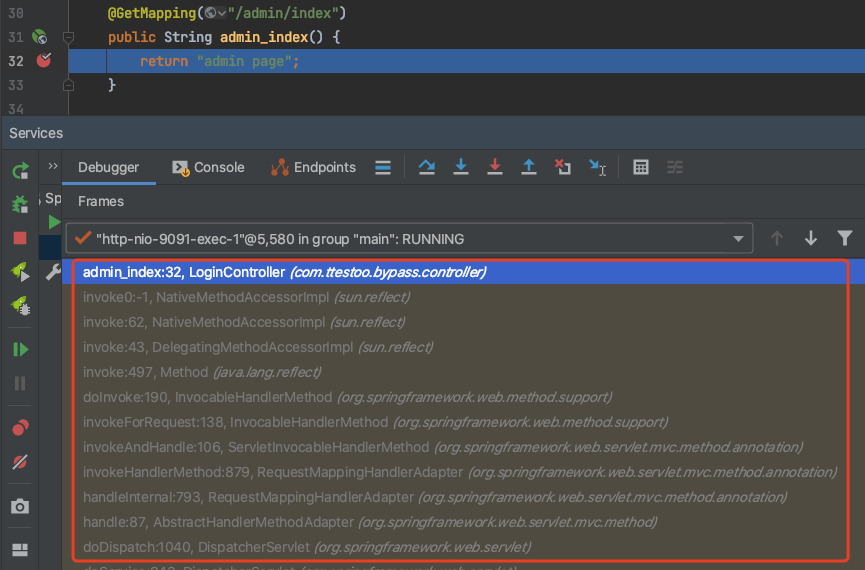 30 @GetMapping("/admin/index")
31 public String admin_index() {
32 return "admin page";
33 }
34
Services
Debugger Console Endpoints
Sp
Frames
"http-nio-9091-exec-1"@5,580 in group "main": RUNNING
admin_index:32, LoginController (com.ttestoo.bypass.controller)
invoke0:-1, NativeMethodAccessorImpl (sun.reflect)
invoke:62, NativeMethodAccessorImpl (sun.reflect)
invoke:43, DelegatingMethodAccessorImpl (sun.reflect)
invoke:497, Method (java.lang.reflect)
doInvoke:190, InvocableHandlerMethod (org.springframework.web.method.support)
invokeForRequest:138, InvocableHandlerMethod (org.springframework.web.method.support)
invokeAndHandle:106, ServletInvocableHandlerMethod (org.springframework.web.servlet.mvc.method.annotation)
invokeHandlerMethod:879, RequestMappingHandlerAdapter (org.springframework.web.servlet.mvc.method.annotation)
handleInternal:793, RequestMappingHandlerAdapter (org.springframework.web.servlet.mvc.method.annotation)
handle:87, AbstractHandlerMethodAdapter (org.springframework.web.servlet.mvc.method)
doDispatch:1040, DispatcherServlet (org.springframework.web.servlet)